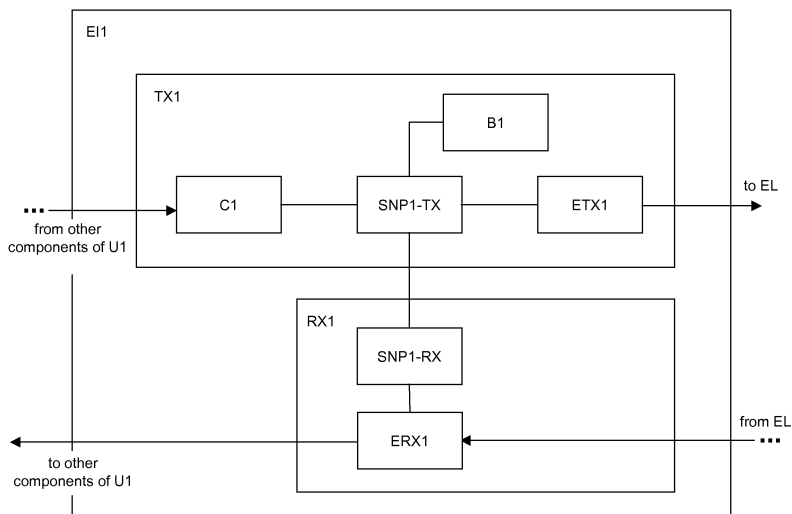 EI1
TX1
B1
C1
SNP1-TX
ETX1
to EL
from other
components of U1
RX1
SNP1-RX
ERX1
from EL
to other
components of U1